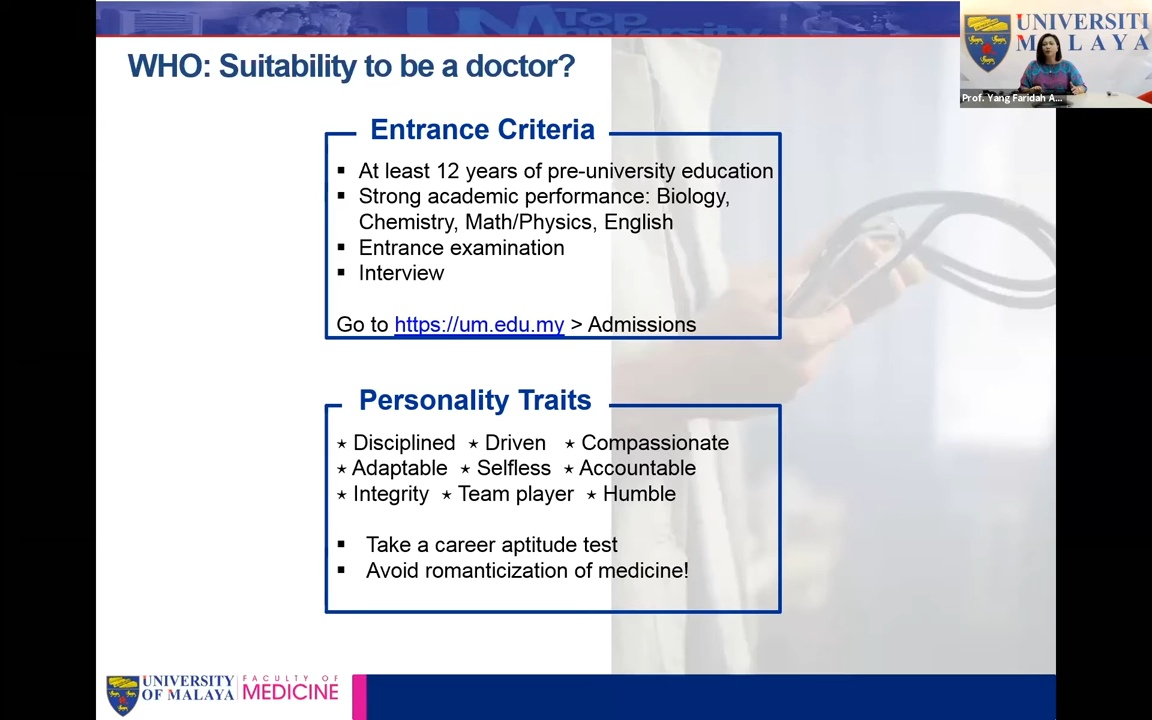 UM Top
University
UNIVERSITI
MALAYA
Prof. Yang Faridah A...
WHO: Suitability to be a doctor?
Entrance Criteria
▪ At least 12 years of pre-university education
▪ Strong academic performance: Biology,
Chemistry, Math/Physics, English
▪ Entrance examination
▪ Interview
Go to https://um.edu.my > Admissions
Personality Traits
⋆ Disciplined ⋆ Driven ⋆ Compassionate
⋆ Adaptable ⋆ Selfless ⋆ Accountable
⋆ Integrity ⋆ Team player ⋆ Humble
▪ Take a career aptitude test
▪ Avoid romanticization of medicine!
UNIVERSITY
OF MALAYA
FACULTY OF
MEDICINE